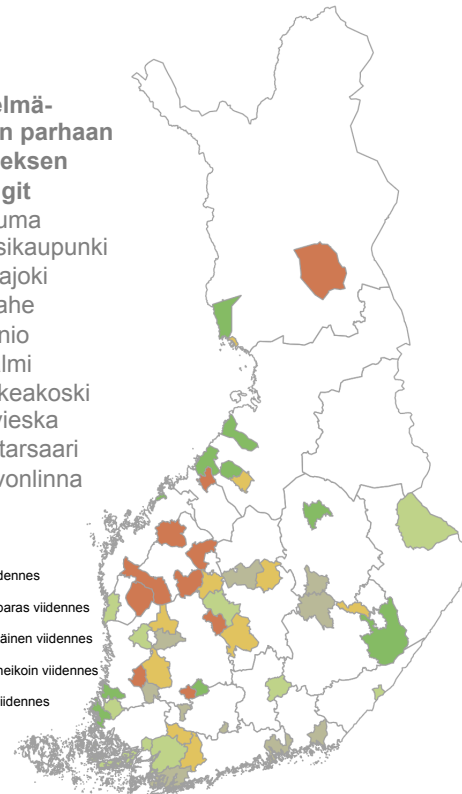 elmä-
n parhaan
eksen
git
uma
sikaupunki
ajoki
ahe
nio
lmi
keakoski
vieska
tarsaari
vonlinna
dennes
paras viidennes
äinen viidennes
heikoin viidennes
viidennes